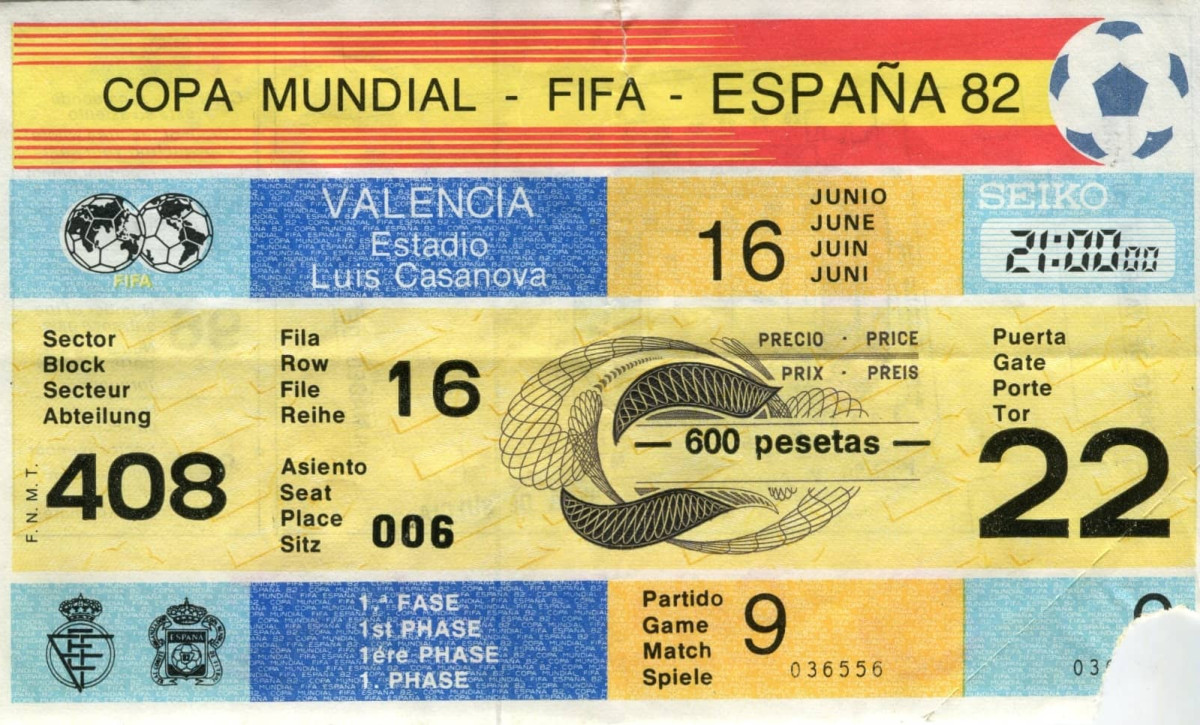 COPA MUNDIAL - FIFA - ESPAÑA 82
FIFA
VALENCIA
Estadio
Luis Casanova
16
JUNIO
JUNE
JUIN
JUNI
SEIKO
21:00 00
Sector
Block
Secteur
Abteilung
408
F. N. M. T.
Fila
Row
File
Reihe
16
Asiento
Seat
Place
Sitz
006
PRECIO · PRICE
PRIX · PREIS
— 600 pesetas —
Puerta
Gate
Porte
Tor
22
ESPAÑA
1.ª FASE
1st PHASE
1ére PHASE
1. PHASE
Partido
Game
Match
Spiele
9
036556